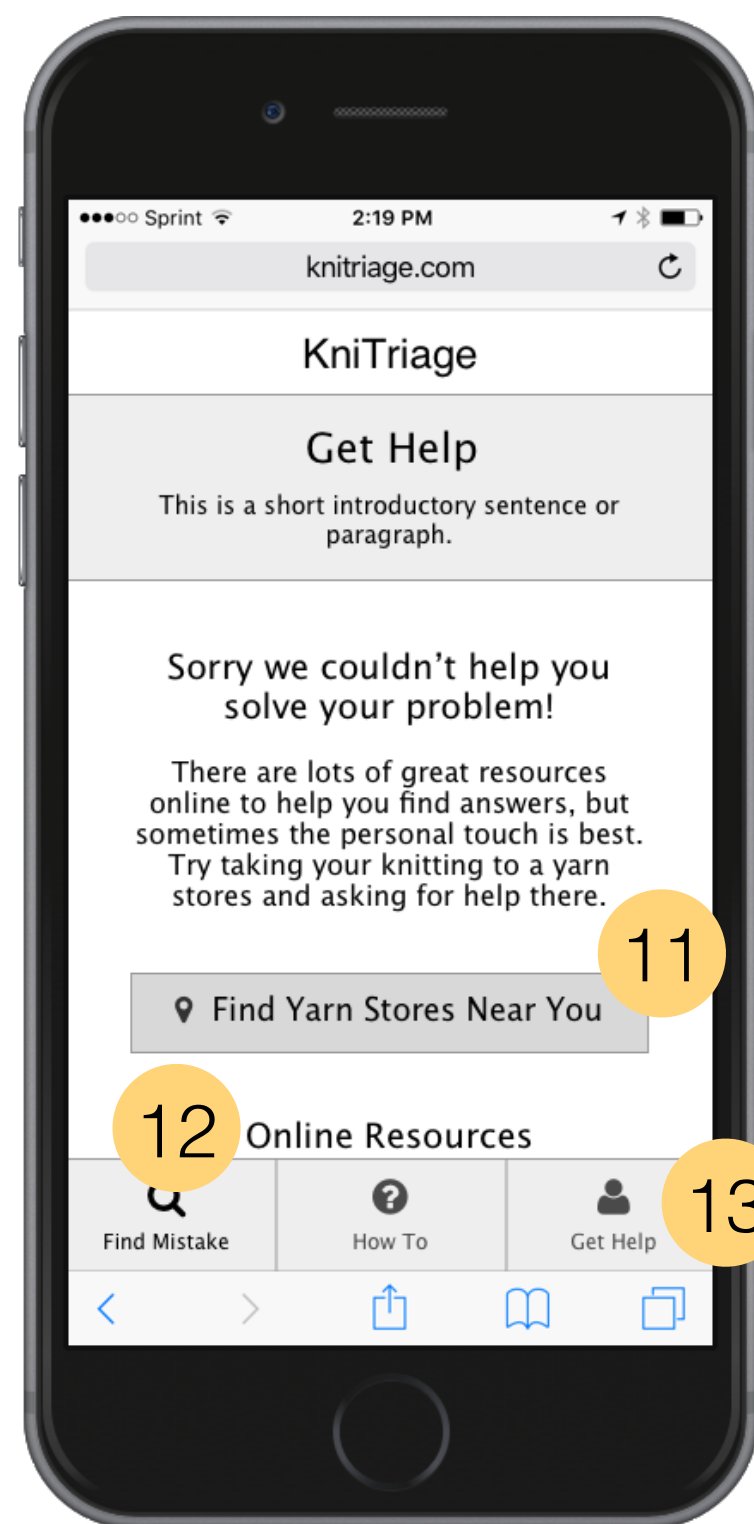 Sprint 2:19 PM
knitriage.com
KniTriage
Get Help
This is a short introductory sentence or
paragraph.
Sorry we couldn’t help you
solve your problem!
There are lots of great resources
online to help you find answers, but
sometimes the personal touch is best.
Try taking your knitting to a yarn
stores and asking for help there.
11
Find Yarn Stores Near You
12
Online Resources
13
Find Mistake How To Get Help